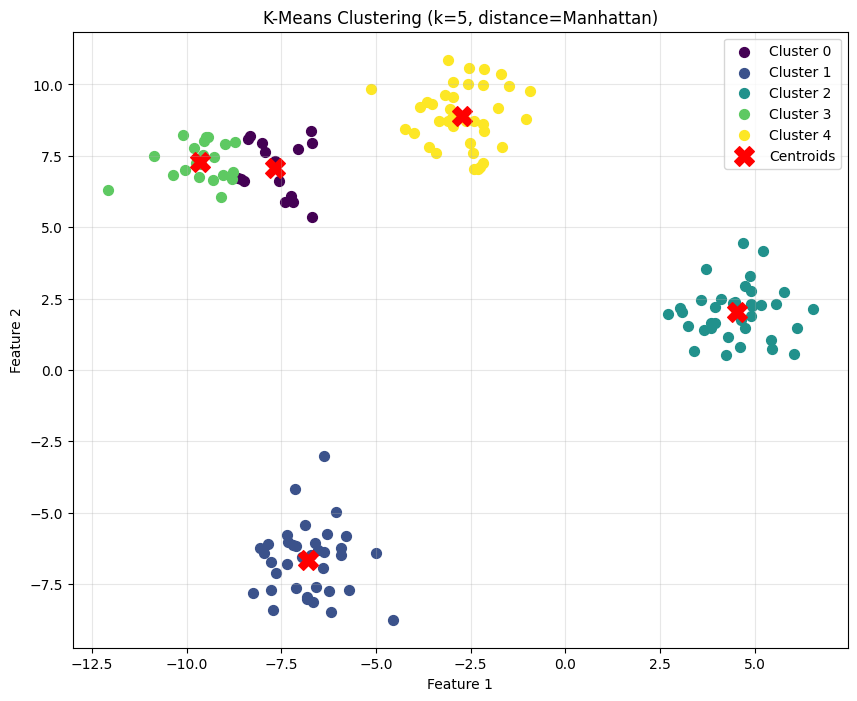 K-Means Clustering (k=5, distance=Manhattan)
Cluster 0
Cluster 1
Cluster 2
Cluster 3
Cluster 4
Centroids
10.0
7.5
5.0
2.5
0.0
−2.5
−5.0
−7.5
Feature 2
−12.5 −10.0 −7.5 −5.0 −2.5 0.0 2.5 5.0
Feature 1